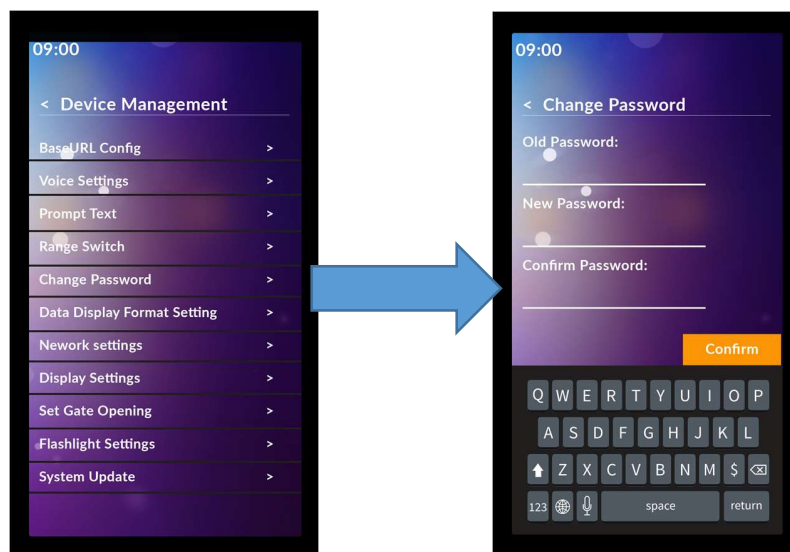 09:00
< Device Management
BaseURL Config >
Voice Settings >
Prompt Text >
Range Switch >
Change Password >
Data Display Format Setting >
Nework settings >
Display Settings >
Set Gate Opening >
Flashlight Settings >
System Update >
09:00
< Change Password
Old Password:
New Password:
Confirm Password:
Confirm
Q W E R T Y U I O P
A S D F G H J K L
Z X C V B N M $
123 space return